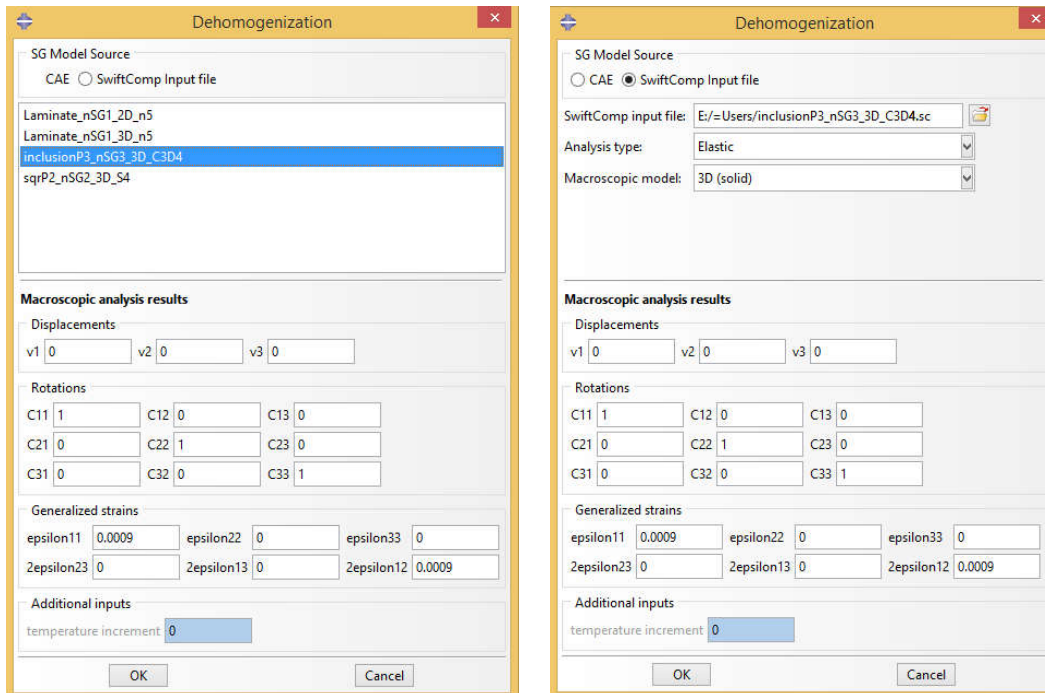 Dehomogenization
SG Model Source
CAE SwiftComp Input file
Laminate_nSG1_2D_n5
Laminate_nSG1_3D_n5
inclusionP3_nSG3_3D_C3D4
sqrP2_nSG2_3D_S4
Macroscopic analysis results
Displacements
v1 0 v2 0 v3 0
Rotations
C11 1 C12 0 C13 0
C21 0 C22 1 C23 0
C31 0 C32 0 C33 1
Generalized strains
epsilon11 0.0009 epsilon22 0 epsilon33 0
2epsilon23 0 2epsilon13 0 2epsilon12 0.0009
Additional inputs
temperature increment 0
OK Cancel
Dehomogenization
SG Model Source
CAE SwiftComp Input file
SwiftComp input file: E:/=Users/inclusionP3_nSG3_3D_C3D4.sc
Analysis type: Elastic
Macroscopic model: 3D (solid)
Macroscopic analysis results
Displacements
v1 0 v2 0 v3 0
Rotations
C11 1 C12 0 C13 0
C21 0 C22 1 C23 0
C31 0 C32 0 C33 1
Generalized strains
epsilon11 0.0009 epsilon22 0 epsilon33 0
2epsilon23 0 2epsilon13 0 2epsilon12 0.0009
Additional inputs
temperature increment 0
OK Cancel